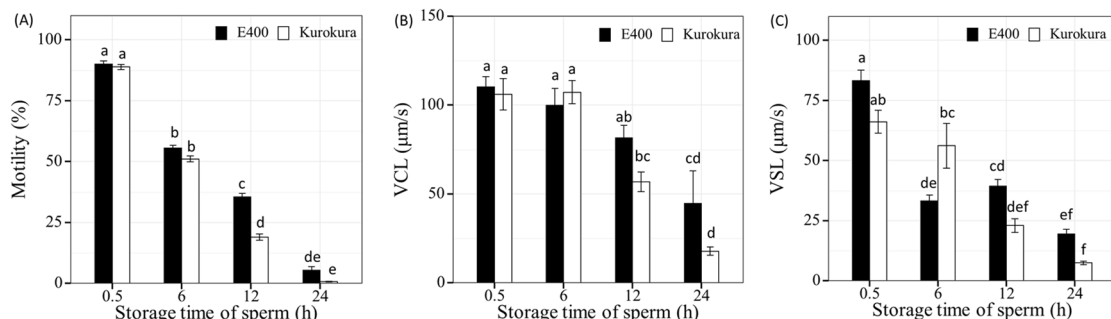 (A)
E400 Kurokura
Motility (%)
100
75
50
25
0
a a
b b
c d
de e
0.5 6 12 24
Storage time of sperm (h)
(B)
E400 Kurokura
VCL (µm/s)
150
100
50
0
a a
a a
ab bc
cd d
0.5 6 12 24
Storage time of sperm (h)
(C)
E400 Kurokura
VSL (µm/s)
75
50
25
0
a ab
de bc
d def
ef f
0.5 6 12 24
Storage time of sperm (h)